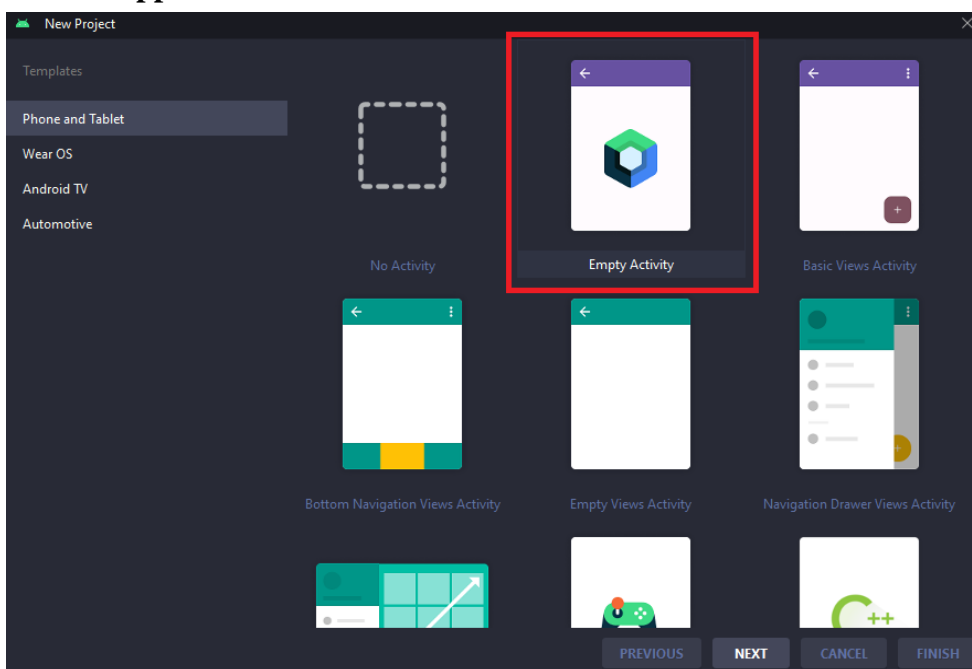 New Project
Templates
Phone and Tablet
Wear OS
Android TV
Automotive
No Activity
Empty Activity
Basic Views Activity
Bottom Navigation Views Activity
Empty Views Activity
Navigation Drawer Views Activity
++
PREVIOUS
NEXT
CANCEL
FINISH